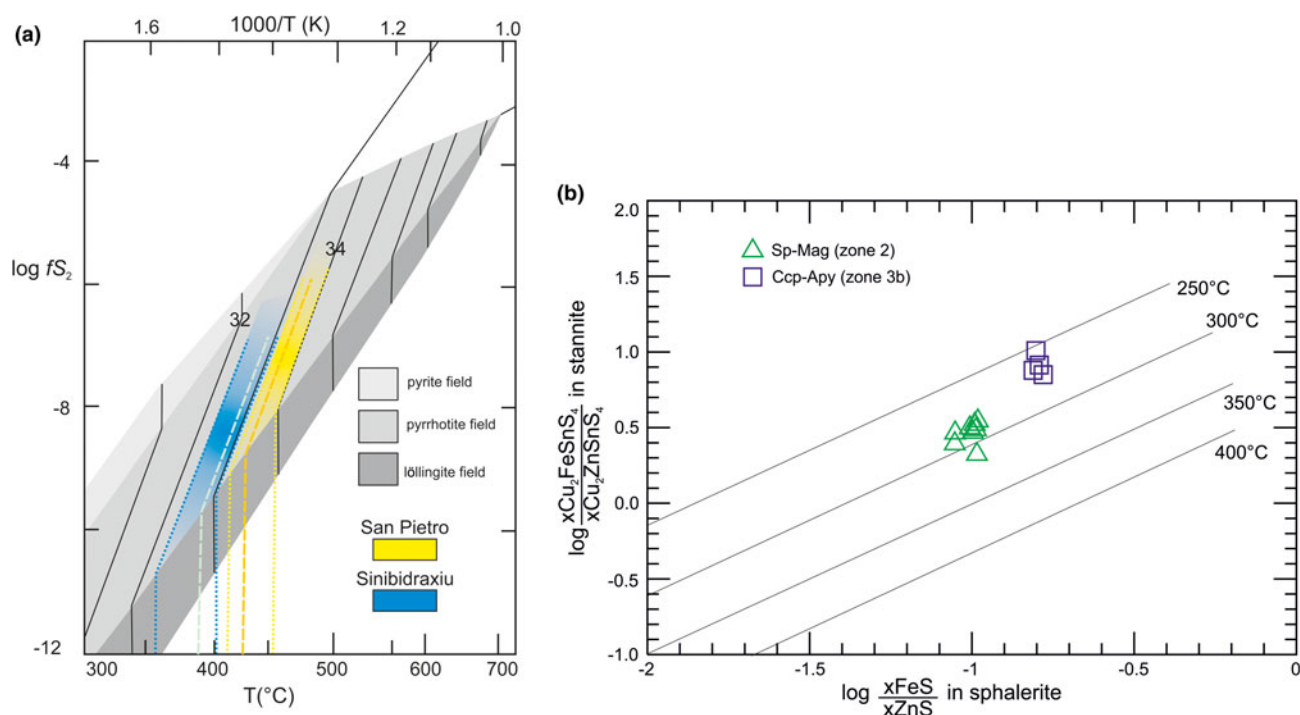 (a)
1000/T (K)
1.6
1.2
1.0
-4
log fS2
-8
-12
34
32
pyrite field
pyrrhotite field
löllingite field
San Pietro
Sinibidraxiu
300
400
500
600
700
T(°C)
(b)
2.0
1.5
1.0
0.5
0.0
-0.5
-1.0
log xCu2FeSnS4 / xCu2ZnSnS4 in stannite
Sp-Mag (zone 2)
Ccp-Apy (zone 3b)
250°C
300°C
350°C
400°C
-2
-1.5
-1
-0.5
0
log xFeS / xZnS in sphalerite